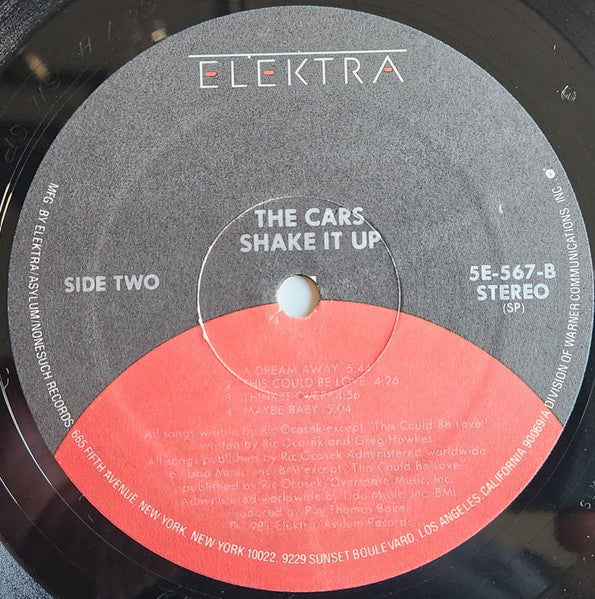 ELEKTRA
THE CARS
SHAKE IT UP
SIDE TWO
5E-567-B
STEREO
(SP)
A DREAM AWAY 5:44
2. THIS COULD BE LOVE 4:26
3. THINK IT OVER 4:56
4. MAYBE BABY 5:04
All songs written by Ric Ocasek except "This Could Be Love"
written by Ric Ocasek and Greg Hawkes
All songs published by Ric Ocasek Administered worldwide
by Lido Music, Inc. BMI except "This Could Be Love"
published by Ric Ocasek, Overspnate Music, Inc.
Administered worldwide by Lido Music, Inc. BMI
Produced by Roy Thomas Baker
© 1981 Elektra/Asylum Records
MFG. BY ELEKTRA/ASYLUM/NONESUCH RECORDS 665 FIFTH AVENUE, NEW YORK, NEW YORK 10022. 9229 SUNSET BOULEVARD, LOS ANGELES, CALIFORNIA 90069/A DIVISION OF WARNER COMMUNICATIONS INC.